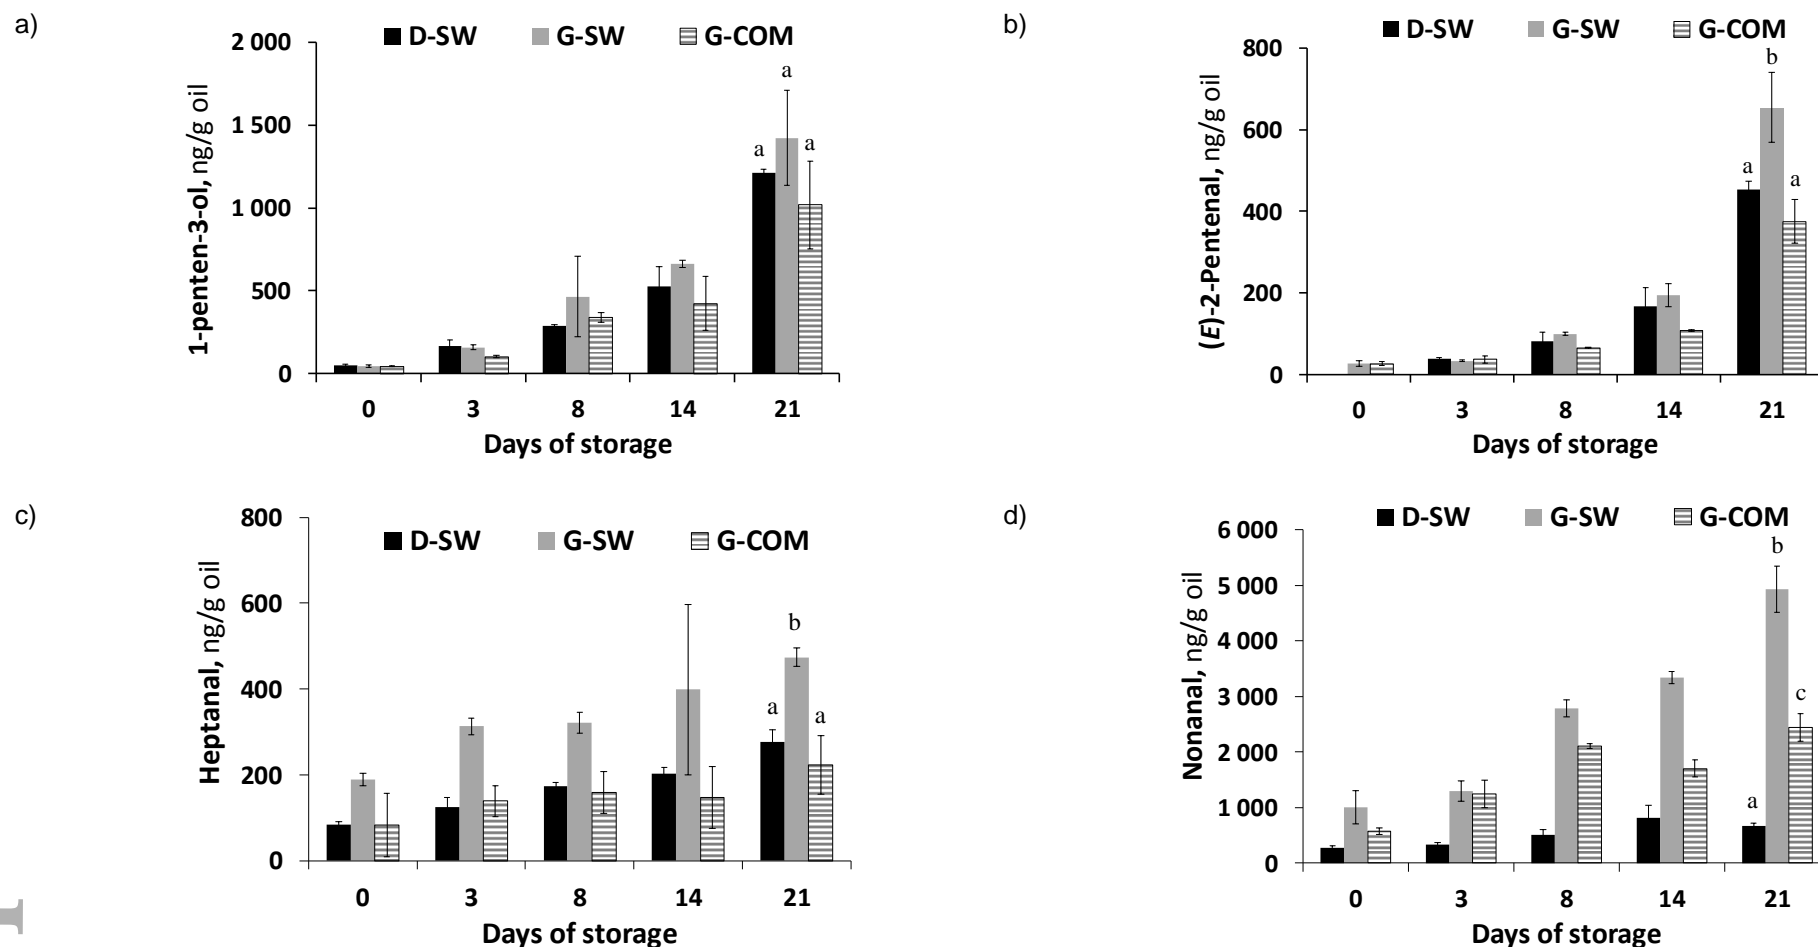 a)
D-SW G-SW G-COM
1-penten-3-ol, ng/g oil
2 000
1 500
1 000
500
0
a
a
a
0 3 8 14 21
Days of storage
b)
D-SW G-SW G-COM
(E)-2-Pentenal, ng/g oil
800
600
400
200
0
a
b
a
0 3 8 14 21
Days of storage
c)
D-SW G-SW G-COM
Heptanal, ng/g oil
800
600
400
200
0
a
b
a
0 3 8 14 21
Days of storage
d)
D-SW G-SW G-COM
Nonanal, ng/g oil
6 000
5 000
4 000
3 000
2 000
1 000
0
a
b
c
0 3 8 14 21
Days of storage